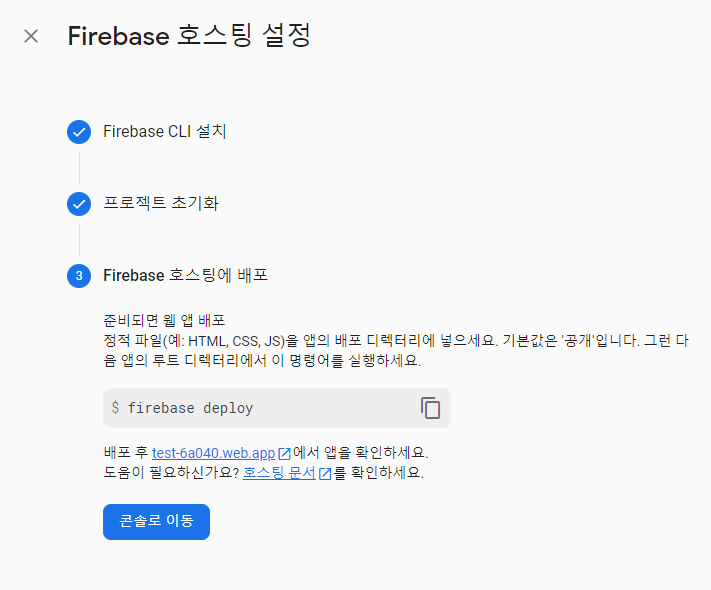 Firebase 호스팅 설정
Firebase CLI 설치
프로젝트 초기화
3 Firebase 호스팅에 배포
준비되면 웹 앱 배포
정적 파일(예: HTML, CSS, JS)을 앱의 배포 디렉터리에 넣으세요. 기본값은 '공개'입니다. 그런 다
음 앱의 루트 디렉터리에서 이 명령어를 실행하세요.
$ firebase deploy
배포 후 test-6a040.web.app에서 앱을 확인하세요.
도움이 필요하신가요? 호스팅 문서를 확인하세요.
콘솔로 이동